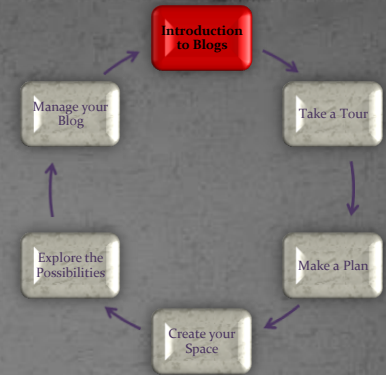 Introduction
to Blogs
Take a Tour
Make a Plan
Create your
Space
Explore the
Possibilities
Manage your
Blog